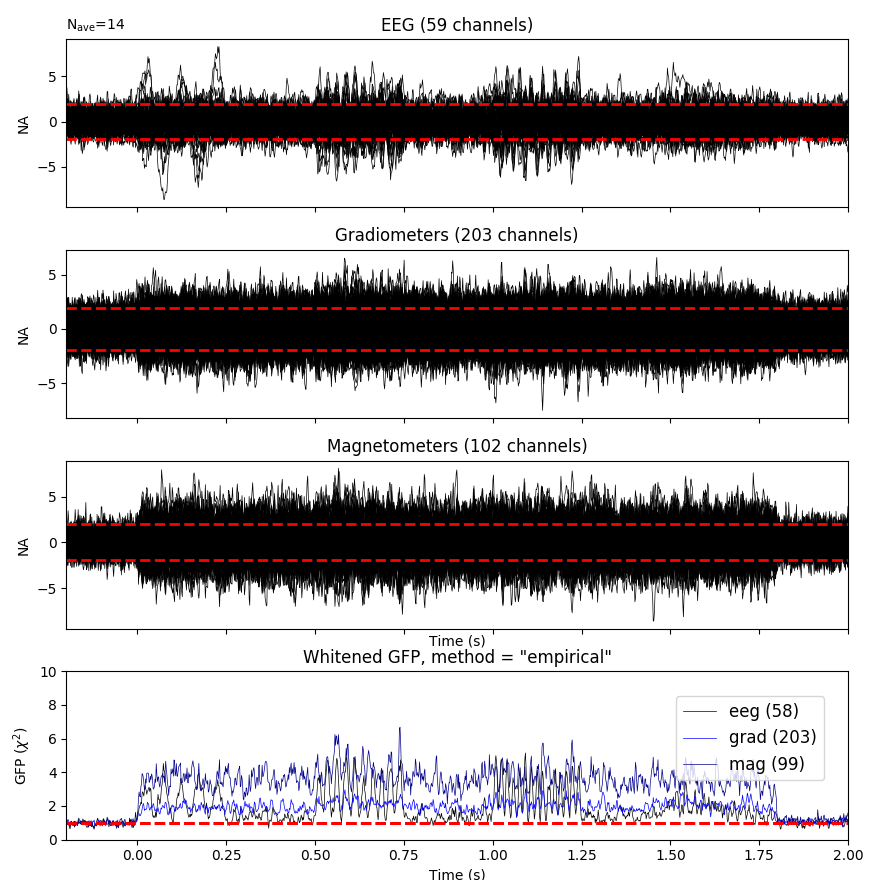 N_ave=14
EEG (59 channels)
5
0
−5
NA
Gradiometers (203 channels)
5
0
−5
NA
Magnetometers (102 channels)
5
0
−5
NA
Time (s)
Whitened GFP, method = "empirical"
10
8
6
4
2
0
GFP (χ²)
eeg (58)
grad (203)
mag (99)
0.00 0.25 0.50 0.75 1.00 1.25 1.50 1.75 2.00
Time (s)